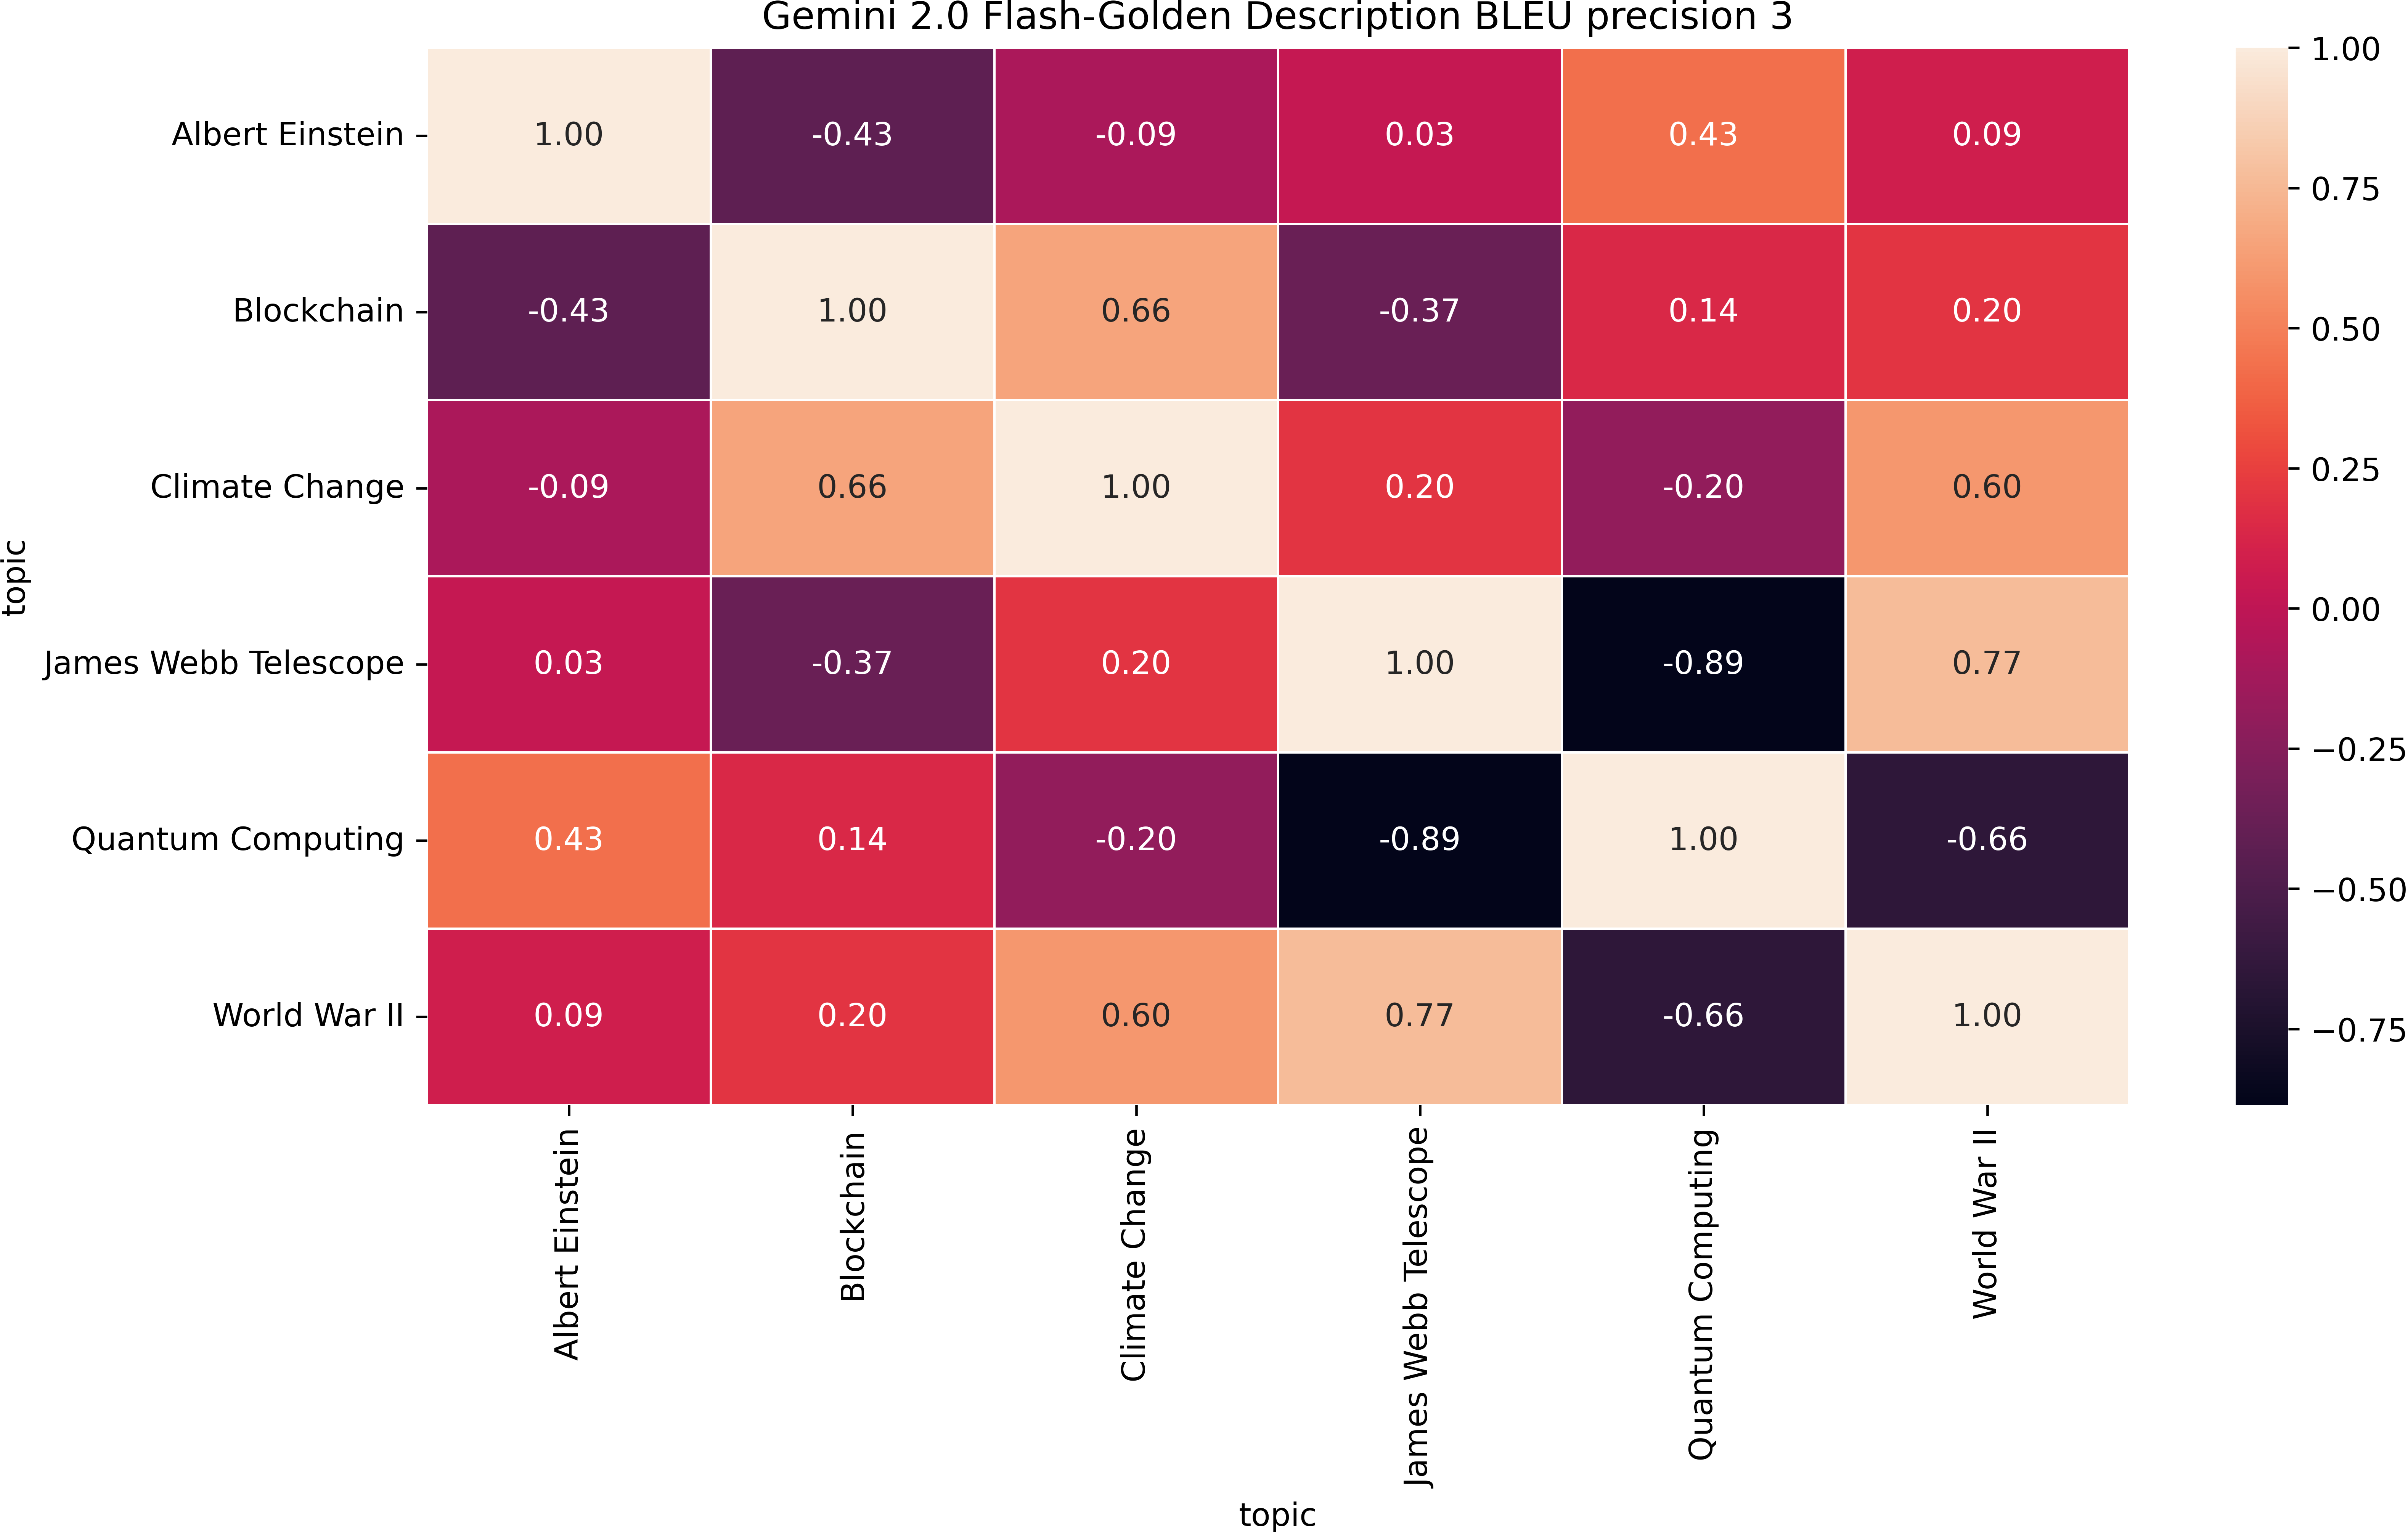 Gemini 2.0 Flash-Golden Description BLEU precision 3
Albert Einstein 1.00 -0.43 -0.09 0.03 0.43 0.09
Blockchain -0.43 1.00 0.66 -0.37 0.14 0.20
Climate Change -0.09 0.66 1.00 0.20 -0.20 0.60
James Webb Telescope 0.03 -0.37 0.20 1.00 -0.89 0.77
Quantum Computing 0.43 0.14 -0.20 -0.89 1.00 -0.66
World War II 0.09 0.20 0.60 0.77 -0.66 1.00
topic
Albert Einstein
Blockchain
Climate Change
James Webb Telescope
Quantum Computing
World War II
topic
1.00
0.75
0.50
0.25
0.00
−0.25
−0.50
−0.75